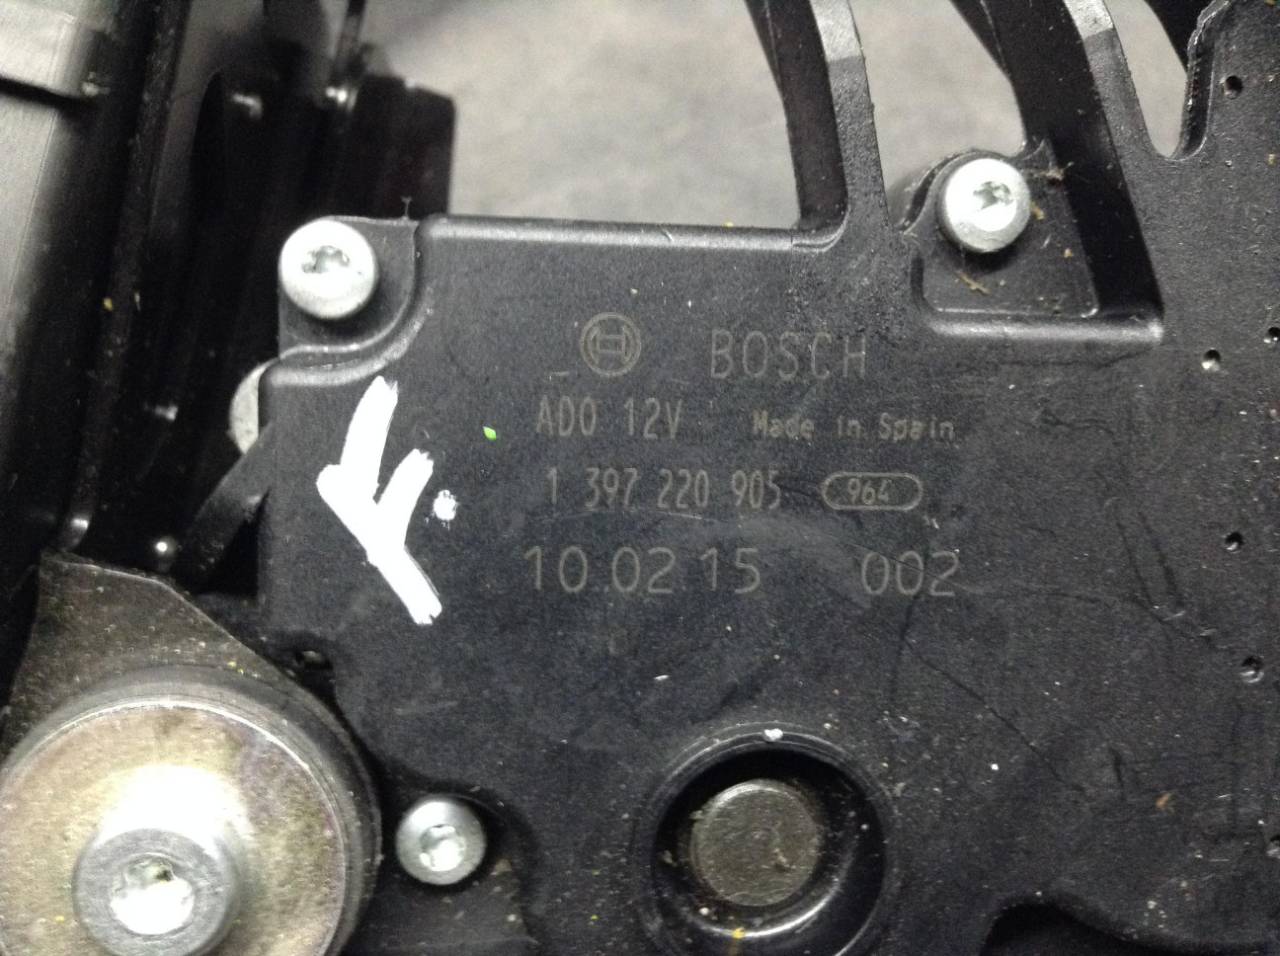 BOSCH
ADO 12V Made in Spain
1 397 220 905 964
10.02.15 002